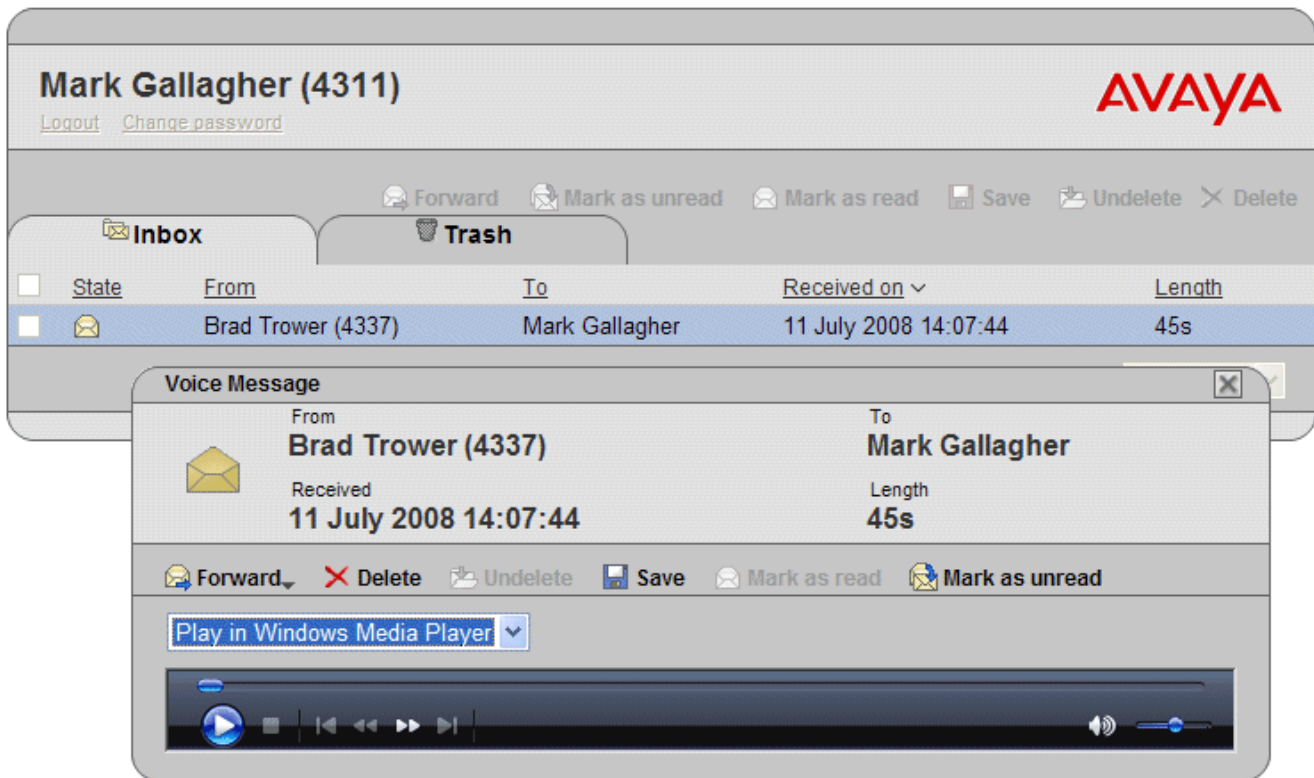 Mark Gallagher (4311)
AVAYA
Logout Change password
Forward Mark as unread Mark as read Save Undelete Delete
Inbox Trash
State From To Received on Length
Brad Trower (4337) Mark Gallagher 11 July 2008 14:07:44 45s
Voice Message
From To
Brad Trower (4337) Mark Gallagher
Received Length
11 July 2008 14:07:44 45s
Forward Delete Undelete Save Mark as read Mark as unread
Play in Windows Media Player